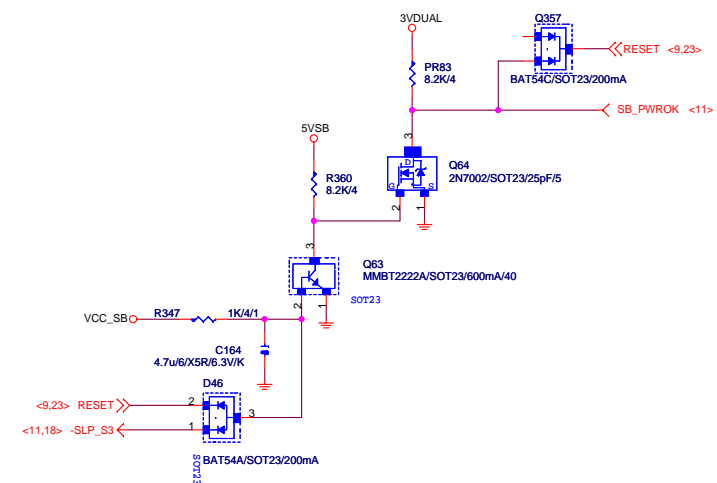 3VDUAL
Q357
RESET <9,23>
PR83
8.2K/4
BAT54C/SOT23/200mA
SB_PWROK <11>
5VSB
3
D
Q64
2N7002/SOT23/25pF/5
R360
8.2K/4
G
S
2
1
3
Q63
MMBT2222A/SOT23/600mA/40
SOT23
2
1
VCC_SB
R347
1K/4/1
C164
4.7u/6/X5R/6.3V/K
D46
<9,23> RESET
2
3
<11,18> -SLP_S3
1
BAT54A/SOT23/200mA
SOT23